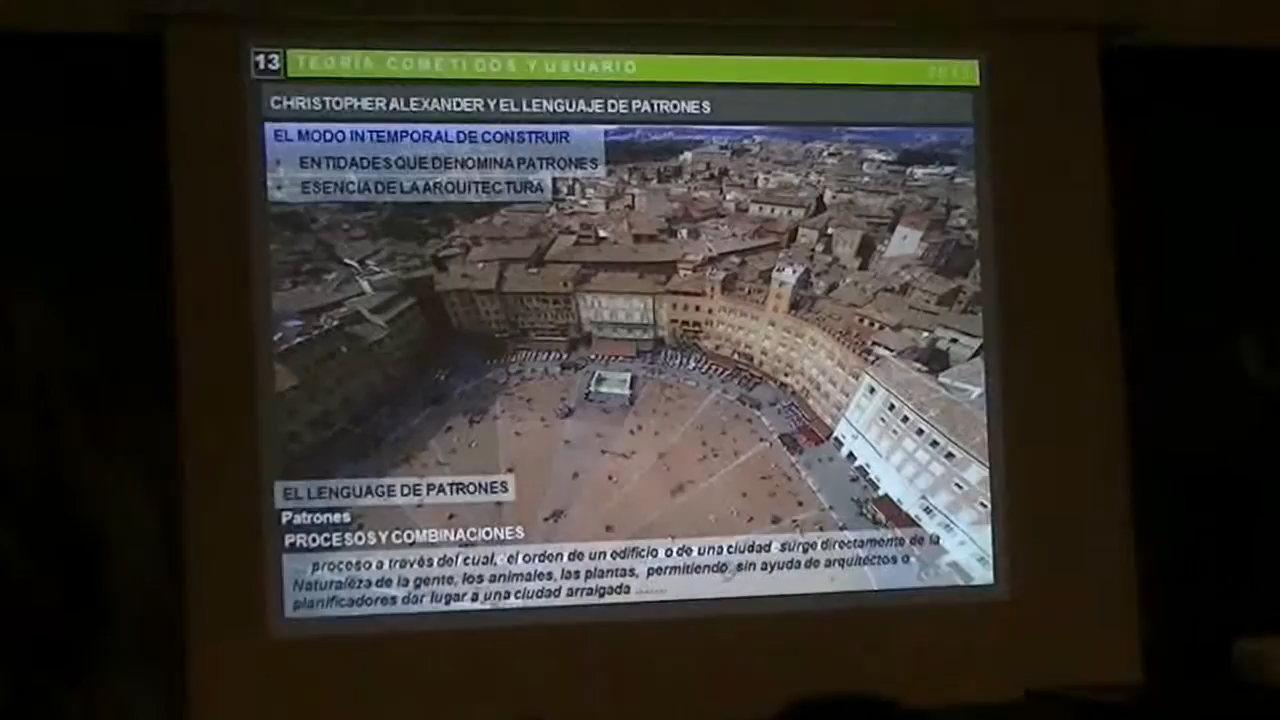 13
TEORÍA COMETIDOS Y USUARIO
CHRISTOPHER ALEXANDER Y EL LENGUAJE DE PATRONES
EL MODO INTEMPORAL DE CONSTRUIR
• ENTIDADES QUE DENOMINA PATRONES
• ESENCIA DE LA ARQUITECTURA
EL LENGUAGE DE PATRONES
Patrones
PROCESOS Y COMBINACIONES
... proceso a través del cual, el orden de un edificio o de una ciudad surge directamente de la
Naturaleza de la gente, los animales, las plantas, permitiendo, sin ayuda de arquitectos o
planificadores dar lugar a una ciudad arraigada ........